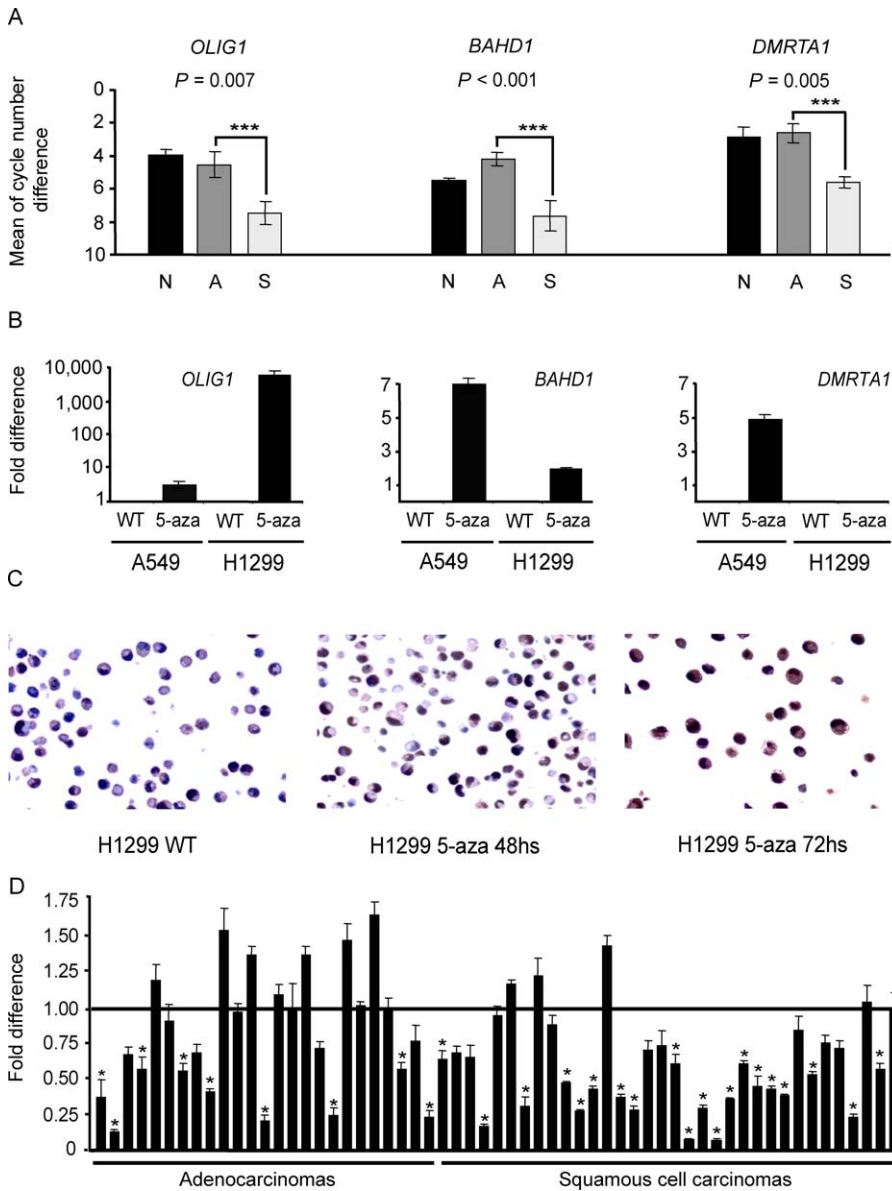 A
OLIG1 BAHD1 DMRTA1
P = 0.007 P < 0.001 P = 0.005
Mean of cycle number
difference
0
2
4
6
8
10
*** *** ***
N A S N A S N A S
B
Fold difference
10,000
1,000
100
10
1
OLIG1
WT 5-aza WT 5-aza
A549 H1299
7
5
3
1
BAHD1
WT 5-aza WT 5-aza
A549 H1299
7
5
3
1
DMRTA1
WT 5-aza WT 5-aza
A549 H1299
C
H1299 WT H1299 5-aza 48hs H1299 5-aza 72hs
D
Fold difference
1.75
1.50
1.25
1.00
0.75
0.50
0.25
0
* * * * * * * * * * * * * * * * * * * * * * * * * * * * *
Adenocarcinomas Squamous cell carcinomas